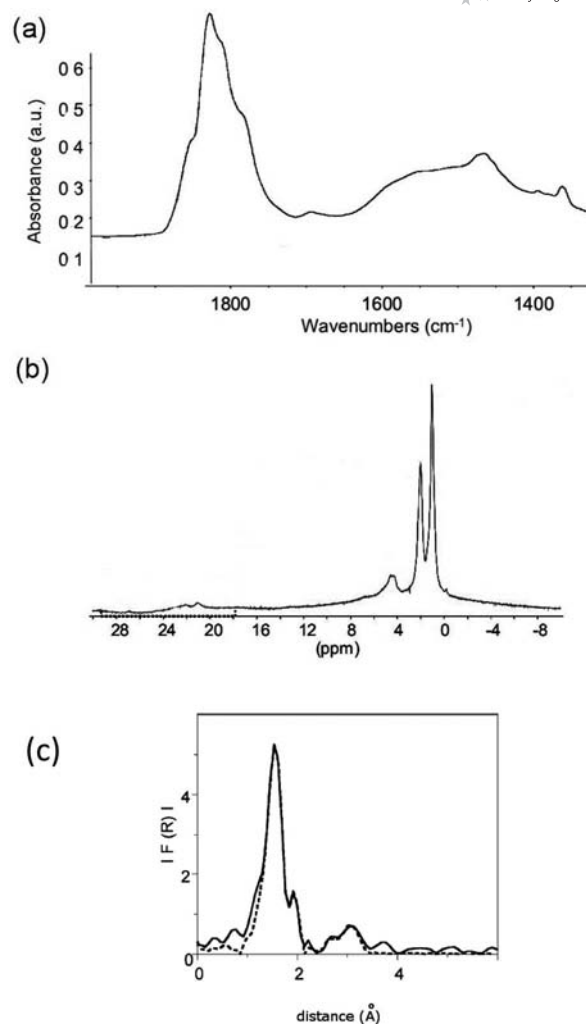 (a)
Absorbance (a.u.)
0 6
0 5
0 4
0 3
0 2
0 1
1800 1600 1400
Wavenumbers (cm-1)
(b)
28 24 20 16 12 8 4 0 -4 -8
(ppm)
(c)
I F (R) I
4
2
0
0 2 4
distance (Å)